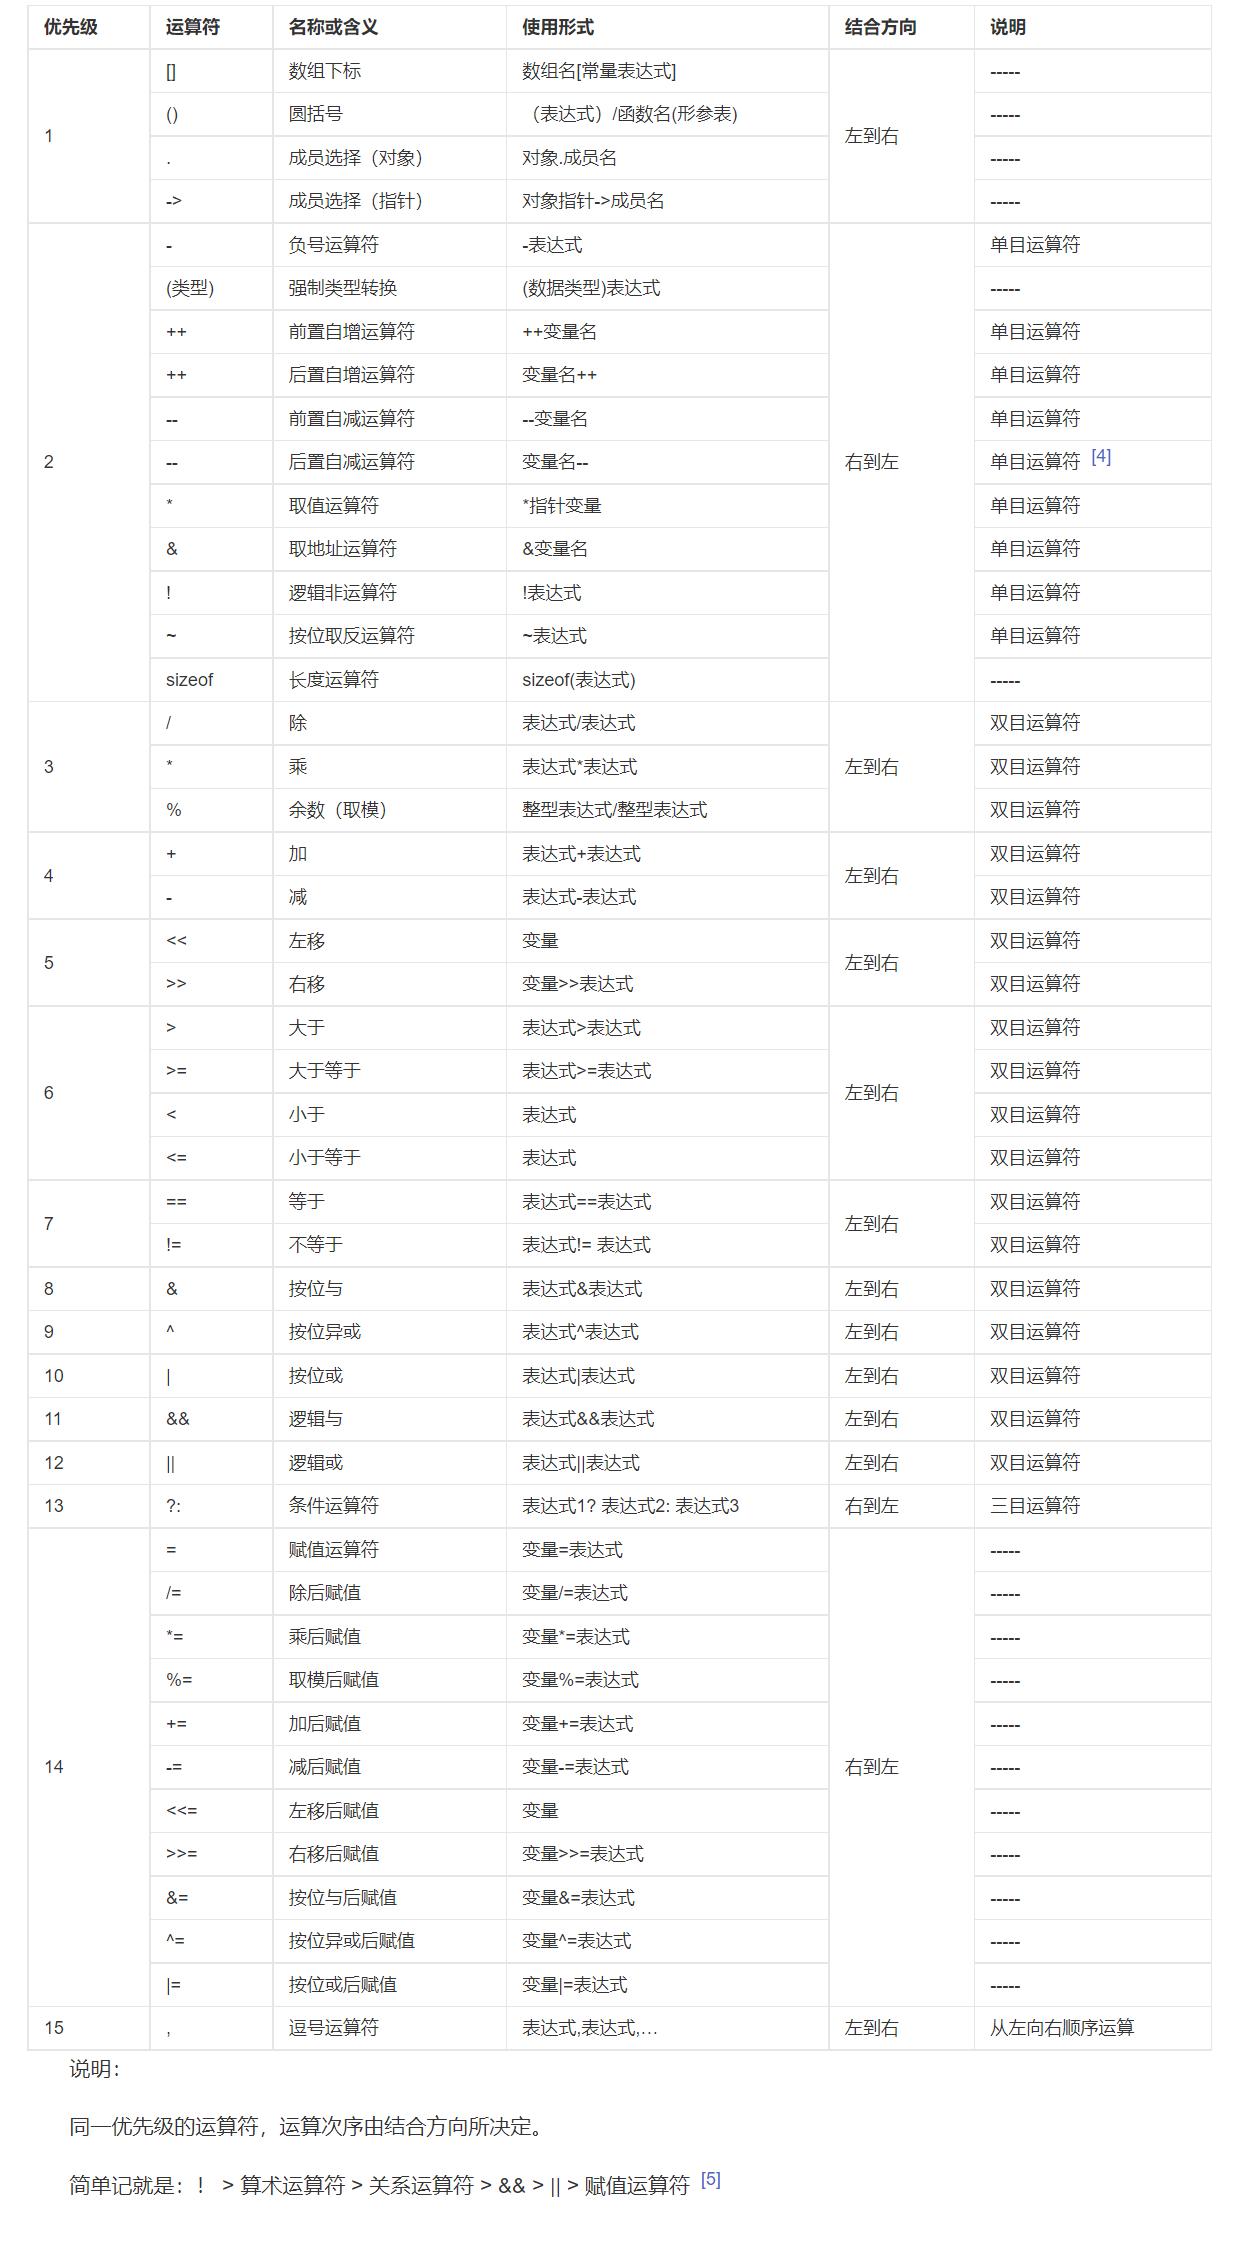 优先级 运算符 名称或含义 使用形式 结合方向 说明
1 [] 数组下标 数组名[常量表达式] 左到右 -----
() 圆括号 （表达式）/函数名(形参表) -----
. 成员选择（对象） 对象.成员名 -----
-> 成员选择（指针） 对象指针->成员名 -----
2 - 负号运算符 -表达式 右到左 单目运算符
(类型) 强制类型转换 (数据类型)表达式 -----
++ 前置自增运算符 ++变量名 单目运算符
++ 后置自增运算符 变量名++ 单目运算符
-- 前置自减运算符 --变量名 单目运算符
-- 后置自减运算符 变量名-- 单目运算符 [4]
* 取值运算符 *指针变量 单目运算符
& 取地址运算符 &变量名 单目运算符
! 逻辑非运算符 !表达式 单目运算符
~ 按位取反运算符 ~表达式 单目运算符
sizeof 长度运算符 sizeof(表达式) -----
3 / 除 表达式/表达式 左到右 双目运算符
* 乘 表达式*表达式 双目运算符
% 余数（取模） 整型表达式/整型表达式 双目运算符
4 + 加 表达式+表达式 左到右 双目运算符
- 减 表达式-表达式 双目运算符
5 << 左移 变量 左到右 双目运算符
>> 右移 变量>>表达式 双目运算符
6 > 大于 表达式>表达式 左到右 双目运算符
>= 大于等于 表达式>=表达式 双目运算符
< 小于 表达式 双目运算符
<= 小于等于 表达式 双目运算符
7 == 等于 表达式==表达式 左到右 双目运算符
!= 不等于 表达式!= 表达式 双目运算符
8 & 按位与 表达式&表达式 左到右 双目运算符
9 ^ 按位异或 表达式^表达式 左到右 双目运算符
10 | 按位或 表达式|表达式 左到右 双目运算符
11 && 逻辑与 表达式&&表达式 左到右 双目运算符
12 || 逻辑或 表达式||表达式 左到右 双目运算符
13 ?: 条件运算符 表达式1? 表达式2: 表达式3 右到左 三目运算符
14 = 赋值运算符 变量=表达式 右到左 -----
/= 除后赋值 变量/=表达式 -----
*= 乘后赋值 变量*=表达式 -----
%= 取模后赋值 变量%=表达式 -----
+= 加后赋值 变量+=表达式 -----
-= 减后赋值 变量-=表达式 -----
<<= 左移后赋值 变量 -----
>>= 右移后赋值 变量>>=表达式 -----
&= 按位与后赋值 变量&=表达式 -----
^= 按位异或后赋值 变量^=表达式 -----
|= 按位或后赋值 变量|=表达式 -----
15 , 逗号运算符 表达式,表达式,… 左到右 从左向右顺序运算
说明：
同一优先级的运算符，运算次序由结合方向所决定。
简单记就是：！ > 算术运算符 > 关系运算符 > && > || > 赋值运算符 [5]